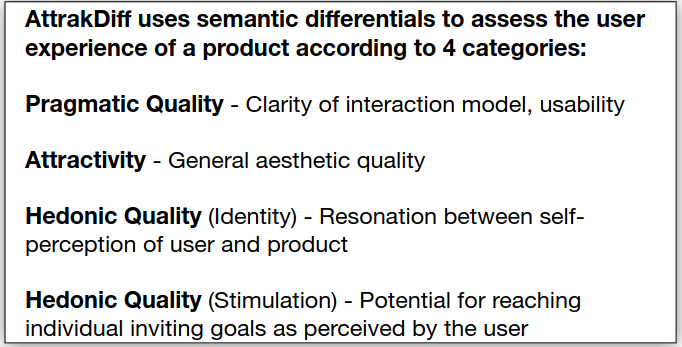 AttrakDiff uses semantic differentials to assess the user
experience of a product according to 4 categories:
Pragmatic Quality - Clarity of interaction model, usability
Attractivity - General aesthetic quality
Hedonic Quality (Identity) - Resonation between self-
perception of user and product
Hedonic Quality (Stimulation) - Potential for reaching
individual inviting goals as perceived by the user